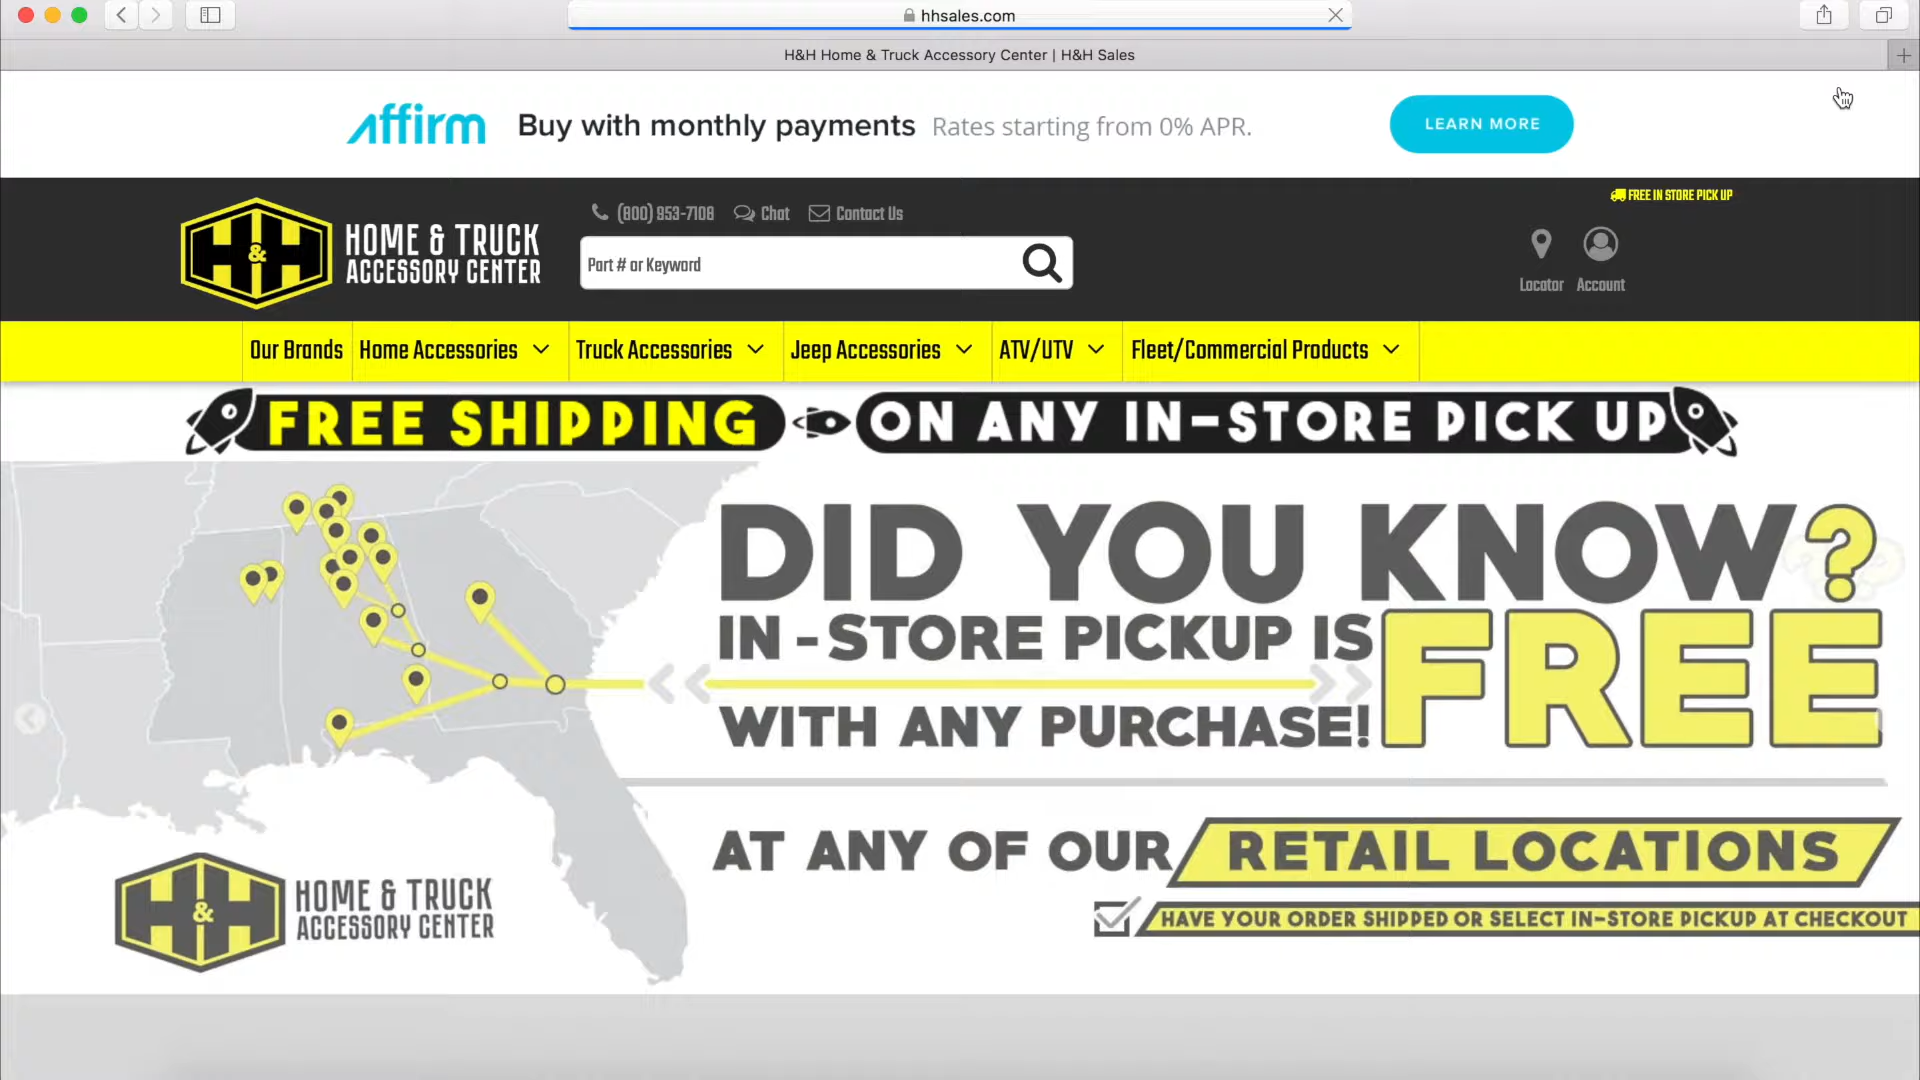 hhsales.com
H&H Home & Truck Accessory Center | H&H Sales
affirm Buy with monthly payments Rates starting from 0% APR. LEARN MORE
FREE IN STORE PICK UP
(800) 953-7108 Chat Contact Us
H&H HOME & TRUCK
ACCESSORY CENTER
Part # or Keyword
Locator Account
Our Brands Home Accessories Truck Accessories Jeep Accessories ATV/UTV Fleet/Commercial Products
FREE SHIPPING ON ANY IN-STORE PICK UP
DID YOU KNOW?
IN-STORE PICKUP IS FREE
WITH ANY PURCHASE!
AT ANY OF OUR RETAIL LOCATIONS
H&H HOME & TRUCK
ACCESSORY CENTER
HAVE YOUR ORDER SHIPPED OR SELECT IN-STORE PICKUP AT CHECKOUT